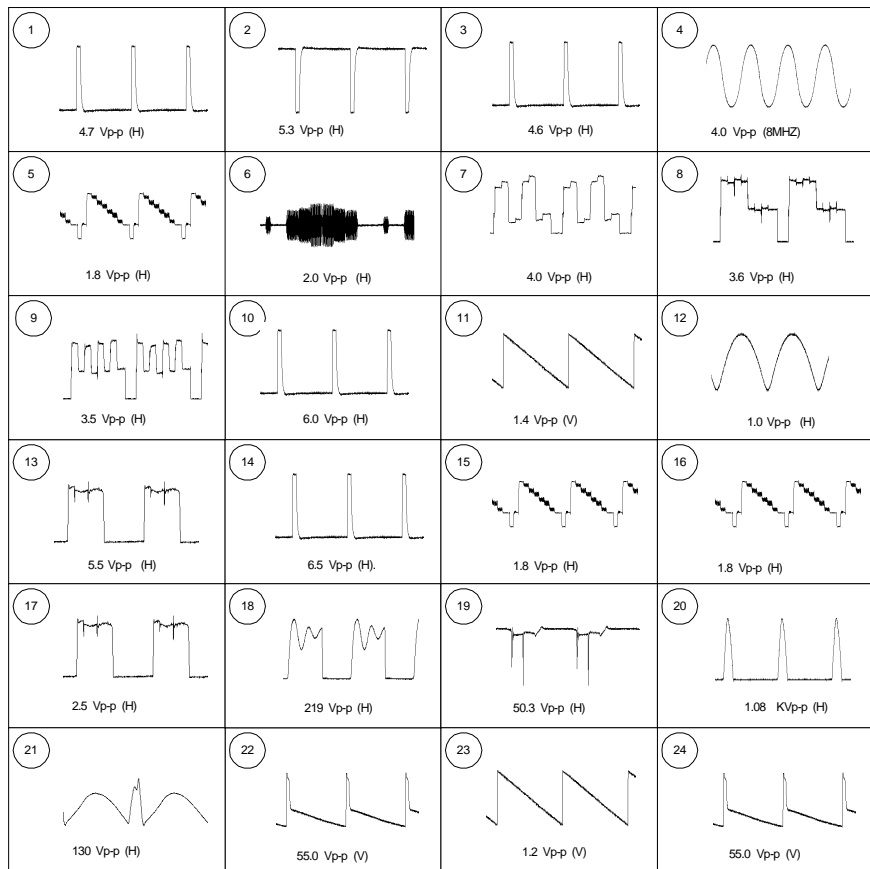 1
4.7 Vp-p (H)
2
5.3 Vp-p (H)
3
4.6 Vp-p (H)
4
4.0 Vp-p (8MHZ)
5
1.8 Vp-p (H)
6
2.0 Vp-p (H)
7
4.0 Vp-p (H)
8
3.6 Vp-p (H)
9
3.5 Vp-p (H)
10
6.0 Vp-p (H)
11
1.4 Vp-p (V)
12
1.0 Vp-p (H)
13
5.5 Vp-p (H)
14
6.5 Vp-p (H).
15
1.8 Vp-p (H)
16
1.8 Vp-p (H)
17
2.5 Vp-p (H)
18
219 Vp-p (H)
19
50.3 Vp-p (H)
20
1.08 KVp-p (H)
21
130 Vp-p (H)
22
55.0 Vp-p (V)
23
1.2 Vp-p (V)
24
55.0 Vp-p (V)